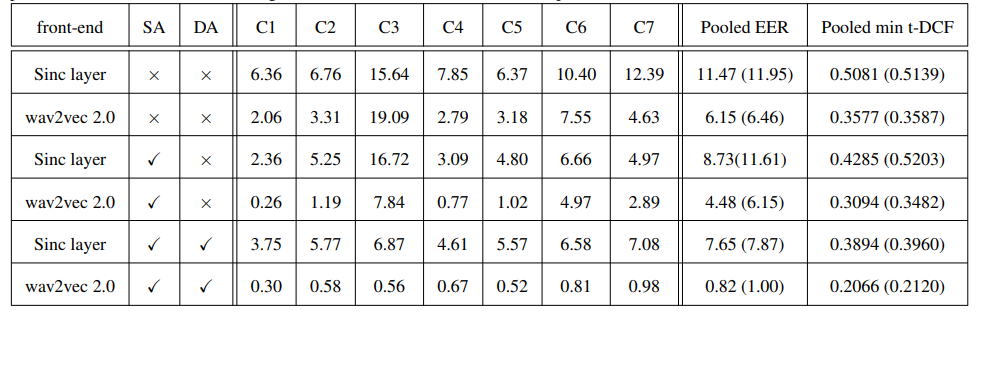 front-end SA DA C1 C2 C3 C4 C5 C6 C7 Pooled EER Pooled min t-DCF
Sinc layer × × 6.36 6.76 15.64 7.85 6.37 10.40 12.39 11.47 (11.95) 0.5081 (0.5139)
wav2vec 2.0 × × 2.06 3.31 19.09 2.79 3.18 7.55 4.63 6.15 (6.46) 0.3577 (0.3587)
Sinc layer ✓ × 2.36 5.25 16.72 3.09 4.80 6.66 4.97 8.73(11.61) 0.4285 (0.5203)
wav2vec 2.0 ✓ × 0.26 1.19 7.84 0.77 1.02 4.97 2.89 4.48 (6.15) 0.3094 (0.3482)
Sinc layer ✓ ✓ 3.75 5.77 6.87 4.61 5.57 6.58 7.08 7.65 (7.87) 0.3894 (0.3960)
wav2vec 2.0 ✓ ✓ 0.30 0.58 0.56 0.67 0.52 0.81 0.98 0.82 (1.00) 0.2066 (0.2120)